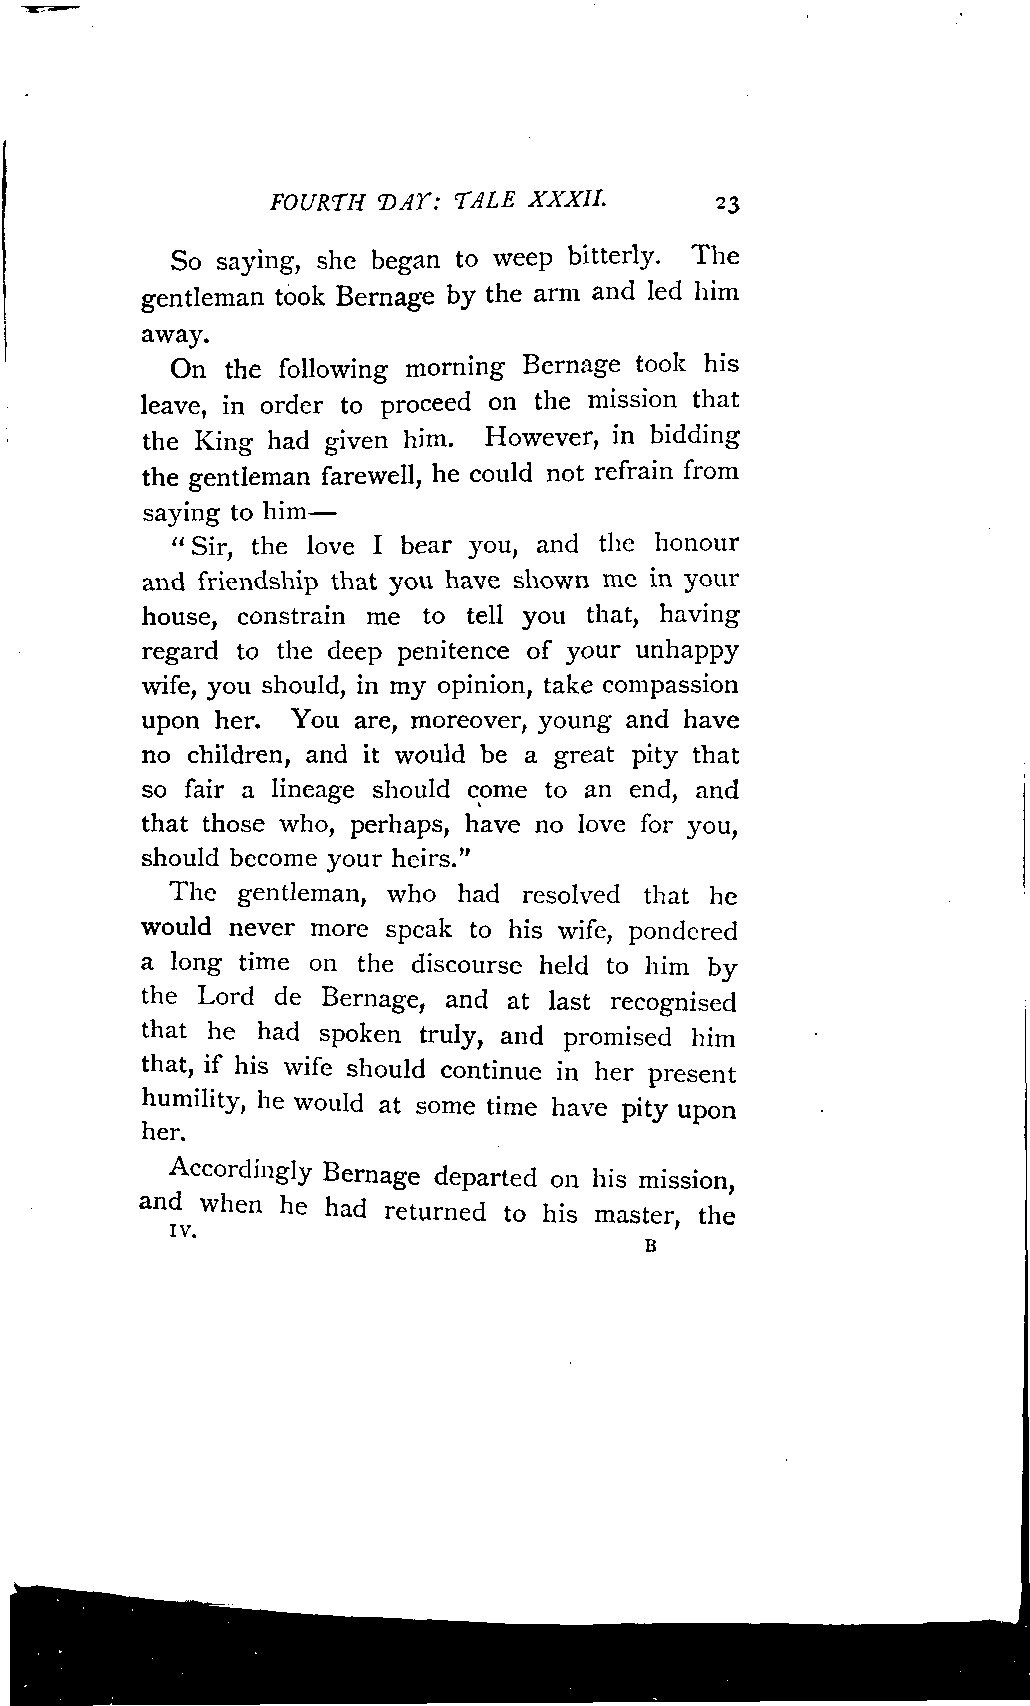 FOURTH DAY: TALE XXXII. 23
So saying, she began to weep bitterly. The
gentleman took Bernage by the arm and led him
away.
On the following morning Bernage took his
leave, in order to proceed on the mission that
the King had given him. However, in bidding
the gentleman farewell, he could not refrain from
saying to him—
"Sir, the love I bear you, and the honour
and friendship that you have shown me in your
house, constrain me to tell you that, having
regard to the deep penitence of your unhappy
wife, you should, in my opinion, take compassion
upon her. You are, moreover, young and have
no children, and it would be a great pity that
so fair a lineage should come to an end, and
that those who, perhaps, have no love for you,
should become your heirs."
The gentleman, who had resolved that he
would never more speak to his wife, pondered
a long time on the discourse held to him by
the Lord de Bernage, and at last recognised
that he had spoken truly, and promised him
that, if his wife should continue in her present
humility, he would at some time have pity upon
her.
Accordingly Bernage departed on his mission,
and when he had returned to his master, the
IV.
B